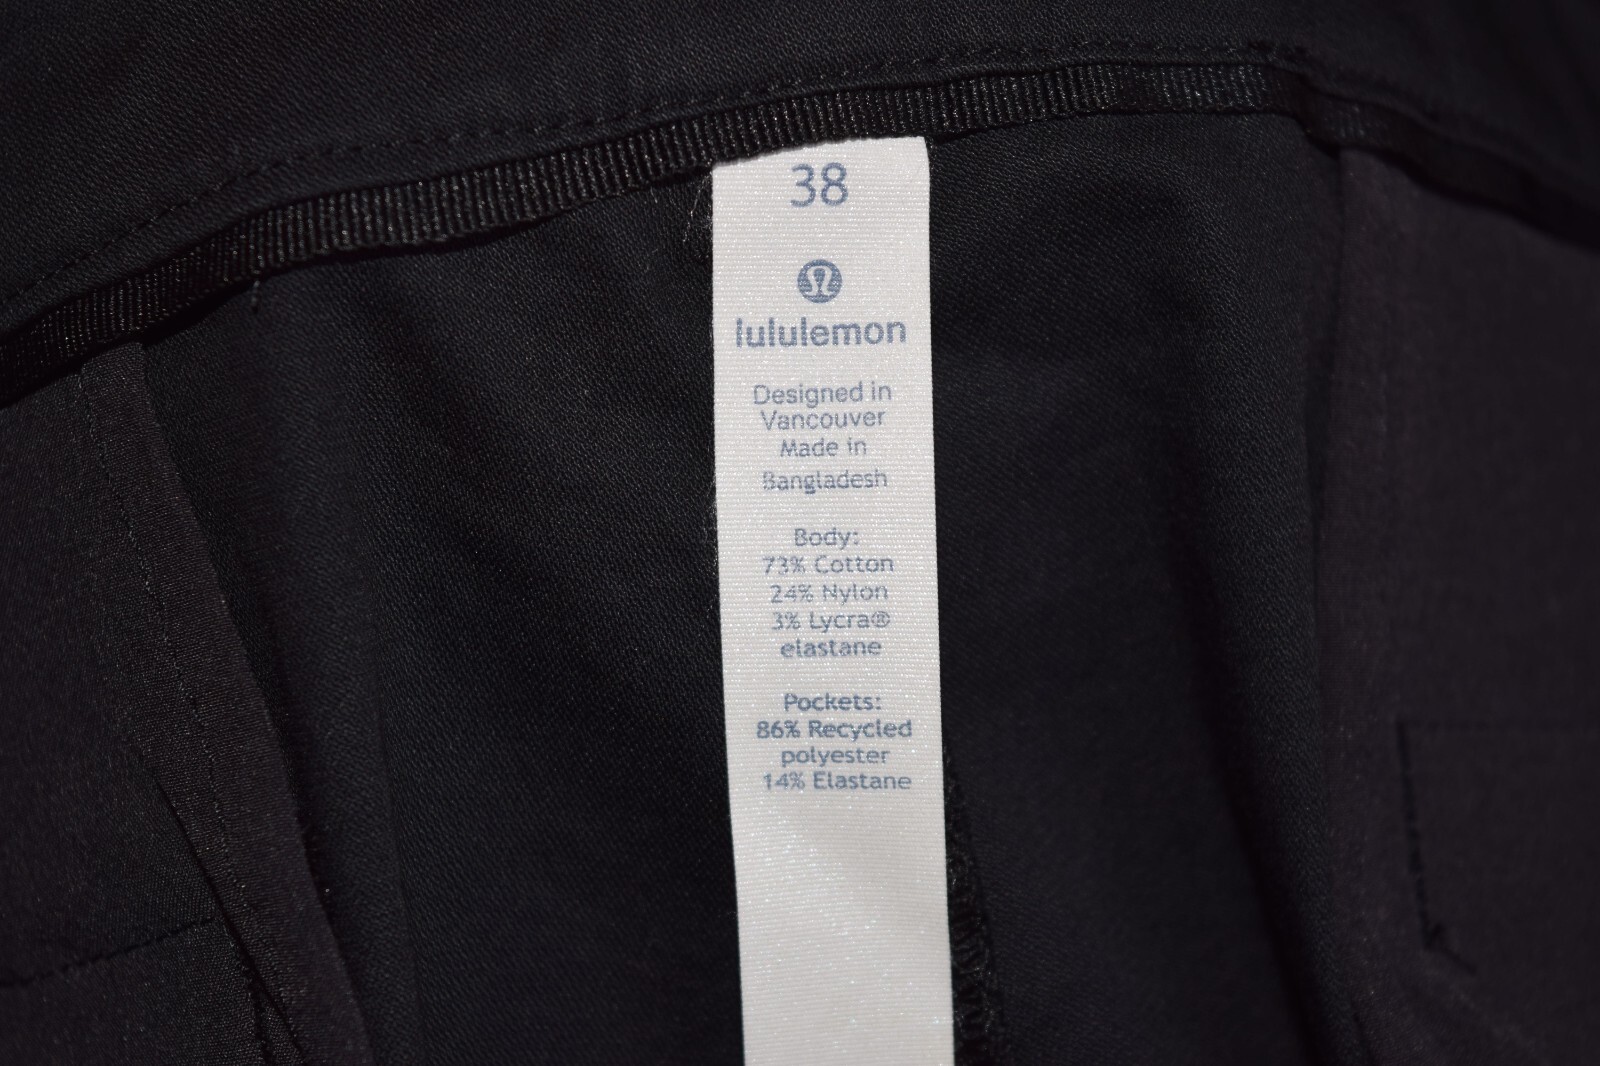 38
lululemon
Designed in
Vancouver
Made in
Bangladesh
Body:
73% Cotton
24% Nylon
3% Lycra®
elastane
Pockets:
86% Recycled
polyester
14% Elastane